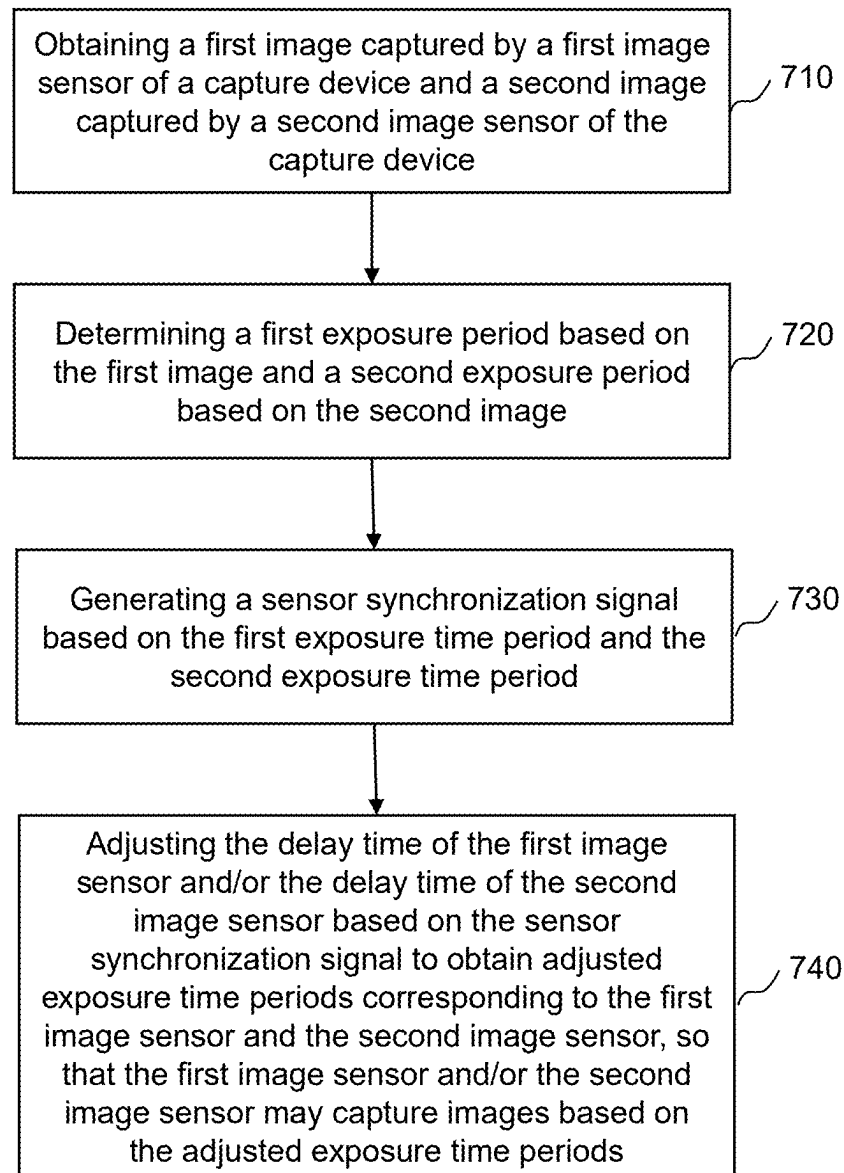 Obtaining a first image captured by a first image
sensor of a capture device and a second image
captured by a second image sensor of the
capture device
710
Determining a first exposure period based on
the first image and a second exposure period
based on the second image
720
Generating a sensor synchronization signal
based on the first exposure time period and the
second exposure time period
730
Adjusting the delay time of the first image
sensor and/or the delay time of the second
image sensor based on the sensor
synchronization signal to obtain adjusted
exposure time periods corresponding to the first
image sensor and the second image sensor, so
that the first image sensor and/or the second
image sensor may capture images based on
the adjusted exposure time periods
740